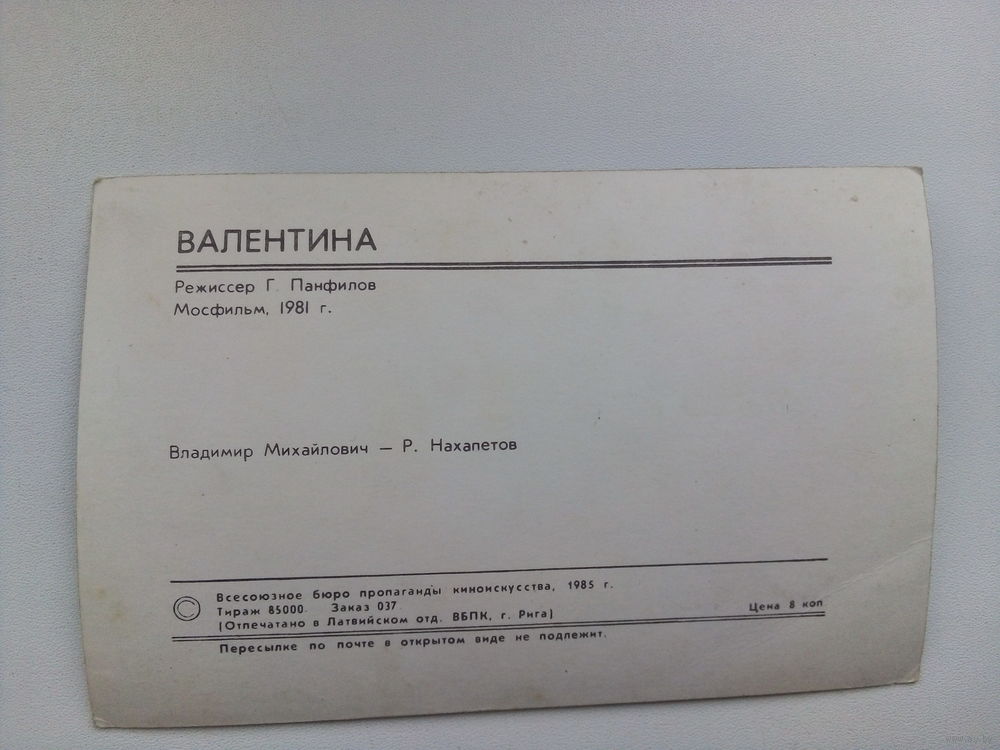 ВАЛЕНТИНА
Режиссер Г. Панфилов
Мосфильм, 1981 г.
Владимир Михайлович — Р. Нахапетов
© Всесоюзное бюро пропаганды киноискусства, 1985 г.
Тираж 85000. Заказ 037.
(Отпечатано в Латвийском отд. ВБПК, г. Рига)
Цена 8 коп
Пересылке по почте в открытом виде не подлежит.